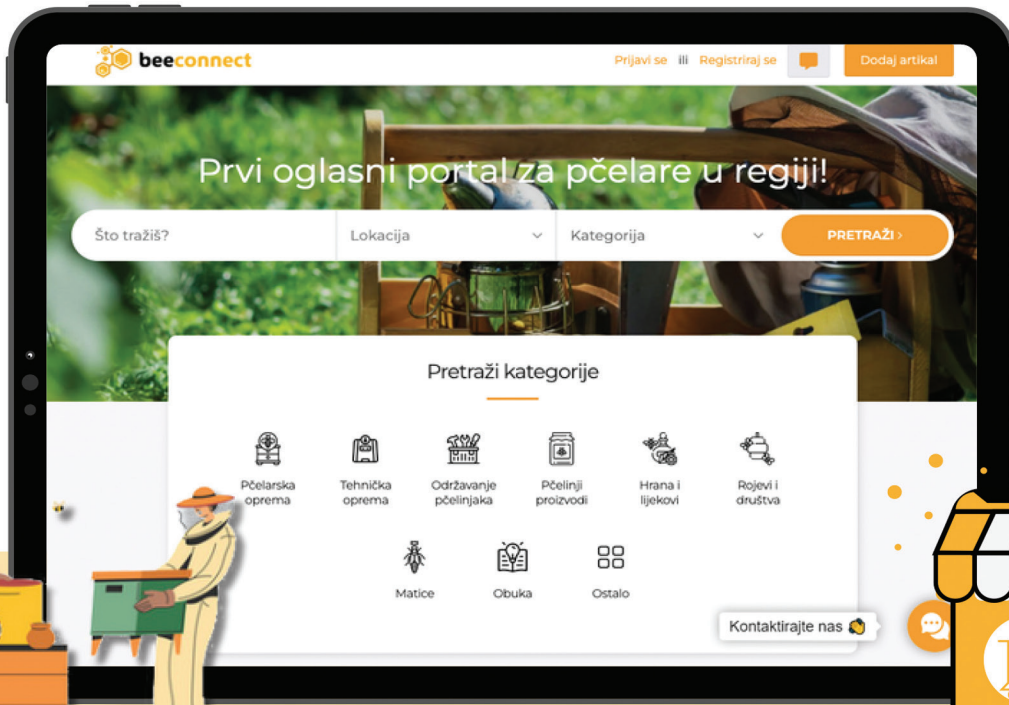 beeconnect
Prijavi se ili Registriraj se
Dodaj artikal
Prvi oglasni portal za pčelare u regiji!
Što tražiš?
Lokacija
Kategorija
PRETRAŽI ›
Pretraži kategorije
Pčelarska
oprema
Tehnička
oprema
Održavanje
pčelinjaka
Pčelinji
proizvodi
Hrana i
lijekovi
Rojevi i
društva
Matice
Obuka
Ostalo
Kontaktirajte nas